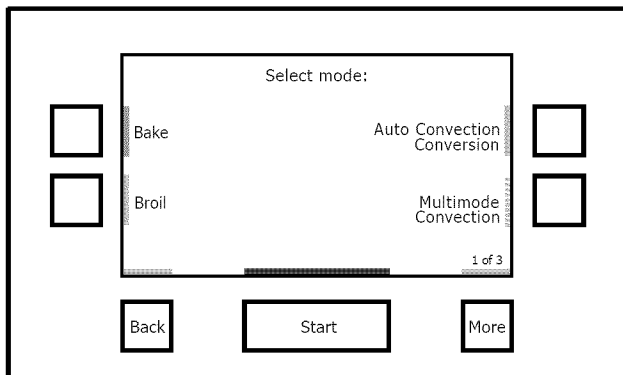 Select mode:
Bake
Auto Convection
Conversion
Broil
Multimode
Convection
1 of 3
Back
Start
More